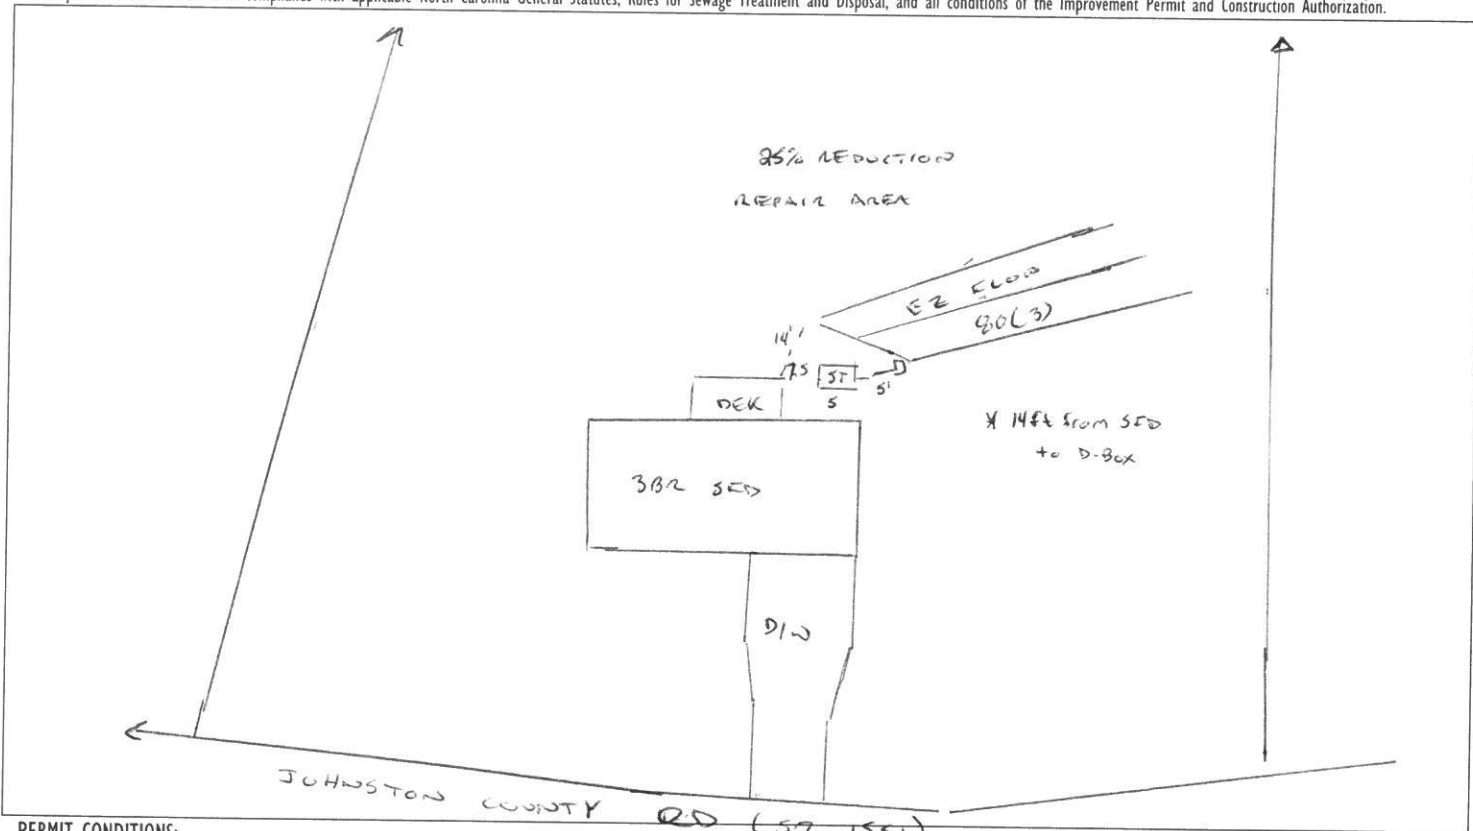 compliance with applicable North Carolina General Statutes, Rules for Sewage Treatment and Disposal, and all conditions of the Improvement Permit and Construction Authorization.
25% REDUCTION
REPAIR AREA
EZ FLOW
80(3)
14'
5
ST
D
5'
5
DEK
* 14ft from SFD
to D-Box
3BR SFD
D/W
JOHNSTON COUNTY RD (SR
PERMIT CONDITIONS: